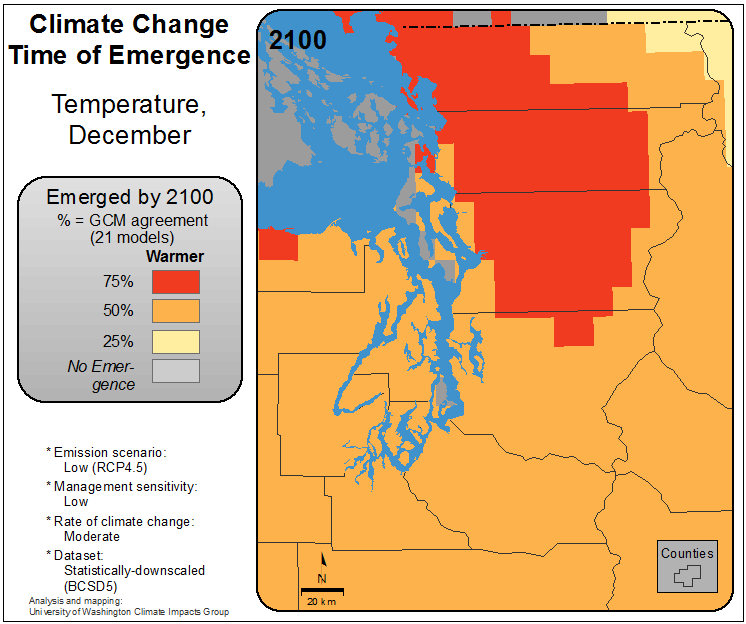 Climate Change
Time of Emergence
Temperature,
December
Emerged by 2100
% = GCM agreement
(21 models)
Warmer
75%
50%
25%
No Emer-
gence
* Emission scenario:
Low (RCP4.5)
* Management sensitivity:
Low
* Rate of climate change:
Moderate
* Dataset:
Statistically-downscaled
(BCSD5)
Analysis and mapping:
University of Washington Climate Impacts Group
2100
N
20 km
Counties